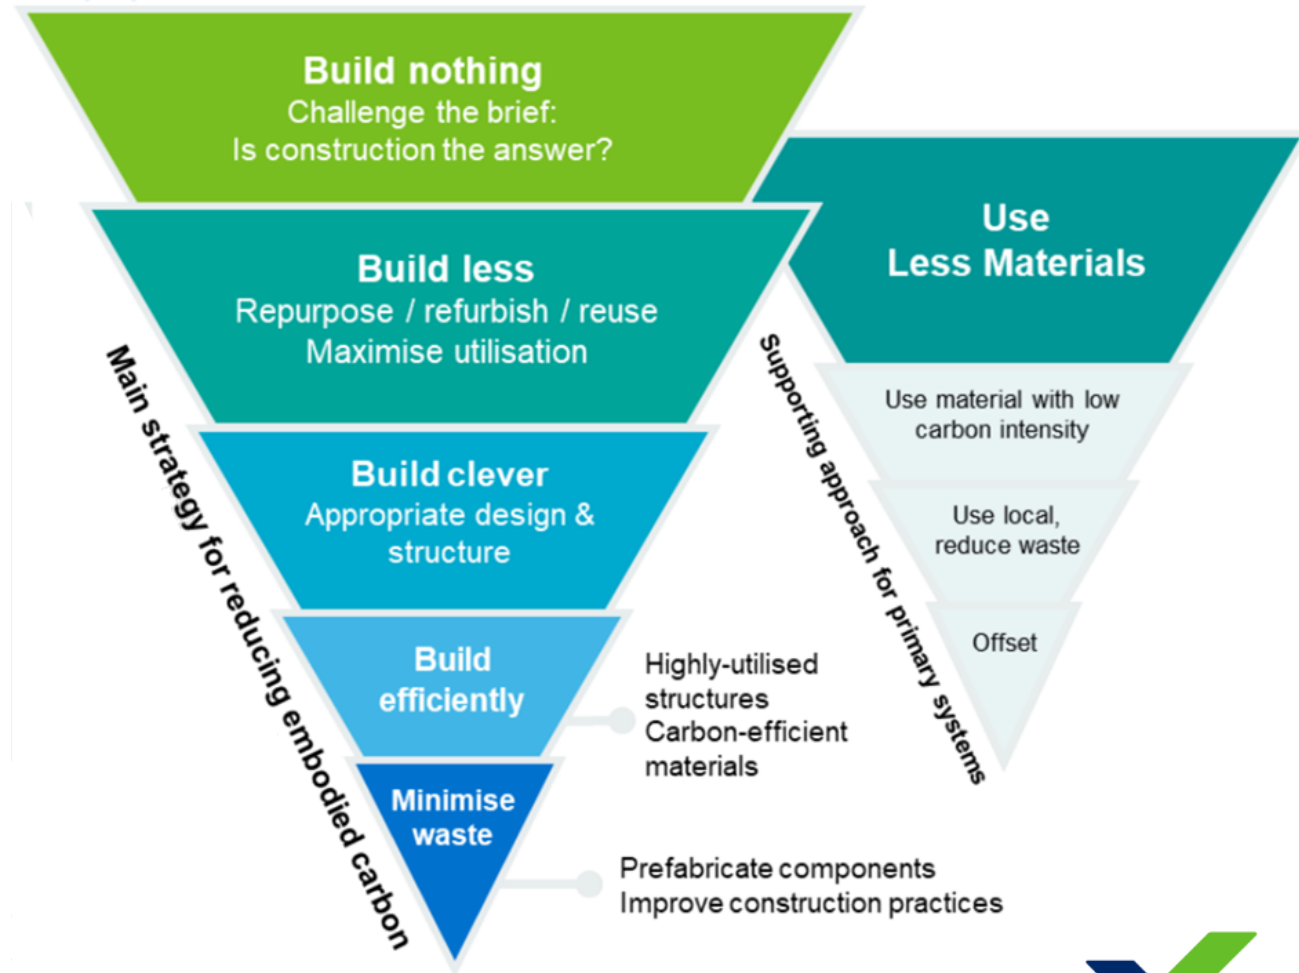 Build nothing
Challenge the brief:
Is construction the answer?
Build less
Repurpose / refurbish / reuse
Maximise utilisation
Build clever
Appropriate design &
structure
Build
efficiently
Highly-utilised
structures
Carbon-efficient
materials
Minimise
waste
Prefabricate components
Improve construction practices
Main strategy for reducing embodied carbon
Use
Less Materials
Use material with low
carbon intensity
Use local,
reduce waste
Offset
Supporting approach for primary systems